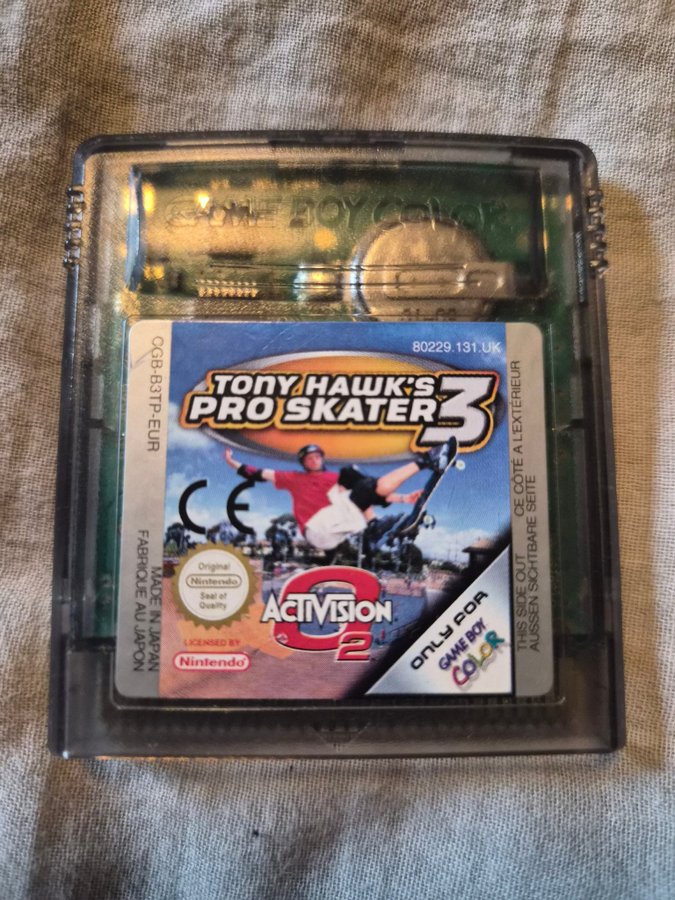 GAME BOY COLOR
80229.131.UK
TONY HAWK'S
PRO SKATER 3
CGB-B3TP-EUR
MADE IN JAPAN
FABRIQUE AU JAPON
CE
Original
Nintendo
Seal of
Quality
LICENSED BY
Nintendo
ACTIVISION
O2
ONLY FOR
GAME BOY
COLOR
THIS SIDE OUT CE CÔTÉ A L'EXTÉRIEUR
AUSSEN SICHTBARE SEITE